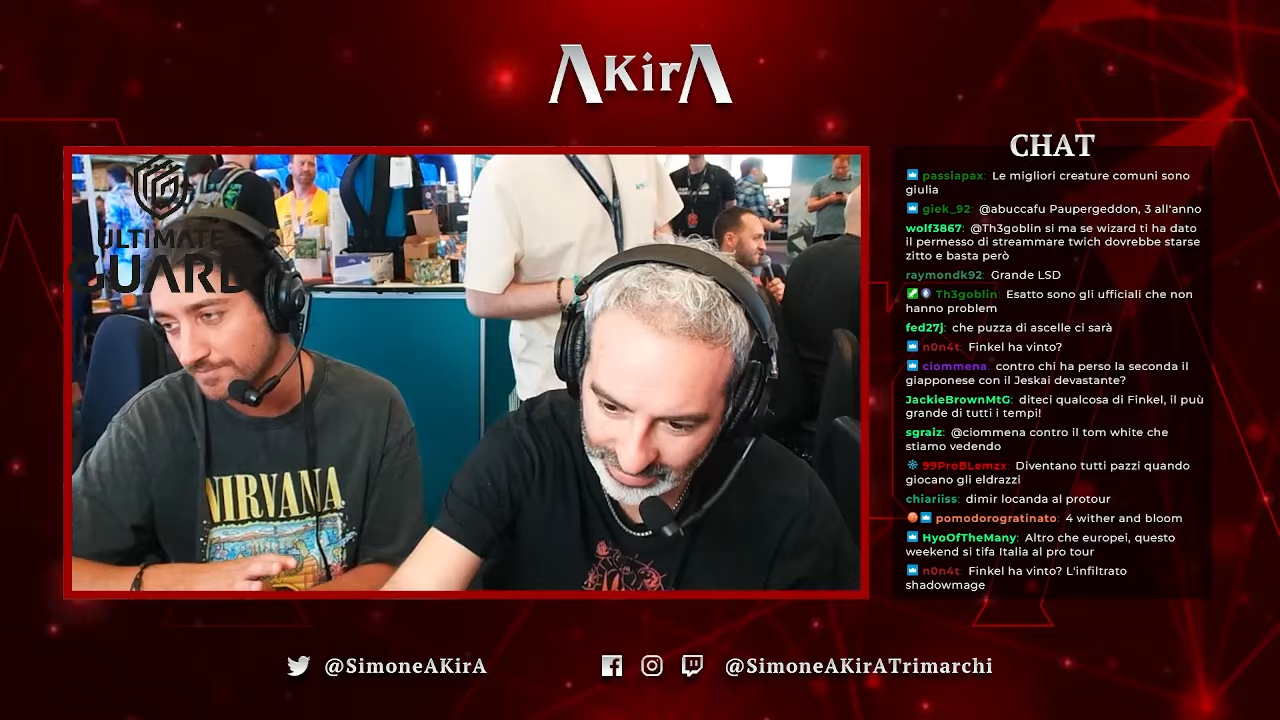 AKirA
CHAT
passiapax: Le migliori creature comuni sono
giulia
giek_92: @abuccafu Paupergeddon, 3 all'anno
wolf3867: @Th3goblin si ma se wizard ti ha dato
il permesso di streammare twich dovrebbe starse
zitto e basta però
raymondk92: Grande LSD
Th3goblin: Esatto sono gli ufficiali che non
hanno problem
fed27j: che puzza di ascelle ci sarà
n0n4t: Finkel ha vinto?
ciommena: contro chi ha perso la seconda il
giapponese con il Jeskai devastante?
JackieBrownMtG: diteci qualcosa di Finkel, il puù
grande di tutti i tempi!
sgraiz: @ciommena contro il tom white che
stiamo vedendo
99ProBLemzx: Diventano tutti pazzi quando
giocano gli eldrazzi
chiariiss: dimir locanda al protour
pomodorogratinato: 4 wither and bloom
HyoOfTheMany: Altro che europei, questo
weekend si tifa Italia al pro tour
n0n4t: Finkel ha vinto? L'infiltrato
shadowmage
ULTIMATE
GUARD
NIRVANA
@SimoneAKirA
@SimoneAKirATrimarchi